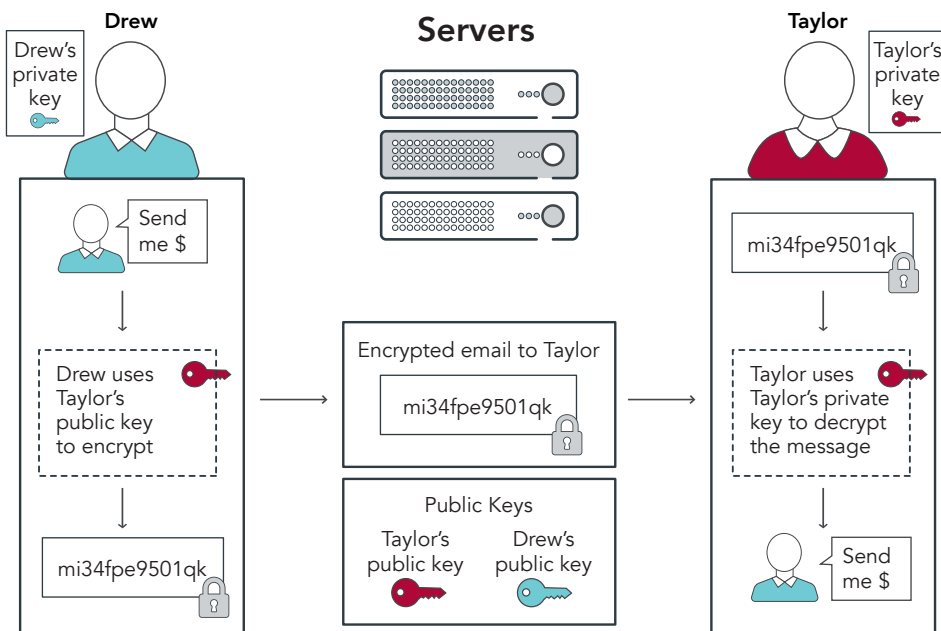 Drew
Drew's
private
key
Send
me $
Drew uses
Taylor's
public key
to encrypt
mi34fpe9501qk
Servers
Encrypted email to Taylor
mi34fpe9501qk
Public Keys
Taylor's
public key
Drew's
public key
Taylor
Taylor's
private
key
mi34fpe9501qk
Taylor uses
Taylor's private
key to decrypt
the message
Send
me $